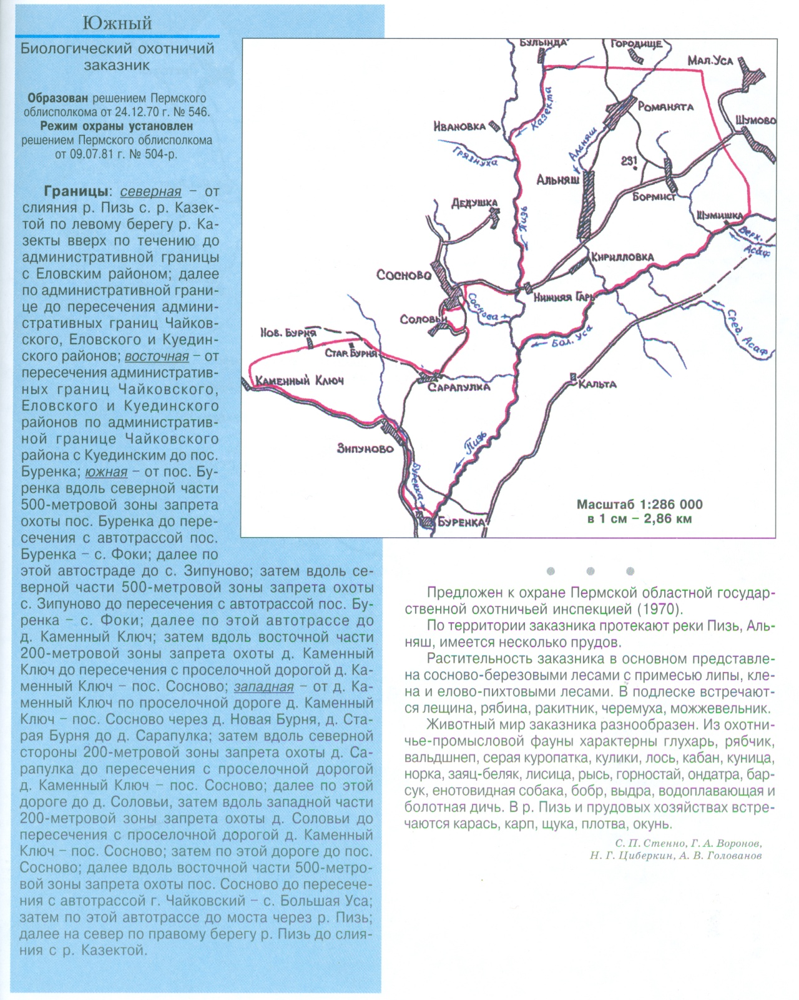 Южный
Биологический охотничий
заказник
Образован решением Пермского
облисполкома от 24.12.70 г. № 546.
Режим охраны установлен
решением Пермского облисполкома
от 09.07.81 г. № 504-р.
Границы: северная – от
слияния р. Пизь с. р. Казек-
той по левому берегу р. Ка-
зекты вверх по течению до
административной границы
с Еловским районом; далее
по административной грани-
це до пересечения админи-
стративных границ Чайков-
ского, Еловского и Куедин-
ского районов; восточная – от
пересечения административ-
ных границ Чайковского,
Еловского и Куединского
районов по административ-
ной границе Чайковского
района с Куединским до пос.
Буренка; южная – от пос. Бу-
ренка вдоль северной части
500-метровой зоны запрета
охоты пос. Буренка до пере-
сечения с автотрассой пос.
Буренка – с. Фоки; далее по
этой автостраде до с. Зипуново; затем вдоль се-
верной части 500-метровой зоны запрета охоты
с. Зипуново до пересечения с автотрассой пос. Бу-
ренка – с. Фоки; далее по этой автотрассе до
д. Каменный Ключ; затем вдоль восточной части
200-метровой зоны запрета охоты д. Каменный
Ключ до пересечения с проселочной дорогой д. Ка-
менный Ключ – пос. Сосново; западная – от д. Ка-
менный Ключ по проселочной дороге д. Каменный
Ключ – пос. Сосново через д. Новая Бурня, д. Ста-
рая Бурня до д. Сарапулка; затем вдоль северной
стороны 200-метровой зоны запрета охоты д. Са-
рапулка до пересечения с проселочной дорогой
д. Каменный Ключ – пос. Сосново; далее по этой
дороге до д. Соловьи, затем вдоль западной части
200-метровой зоны запрета охоты д. Соловьи до
пересечения с проселочной дорогой д. Каменный
Ключ – пос. Сосново; затем по этой дороге до пос.
Сосново; далее вдоль восточной части 500-метро-
вой зоны запрета охоты пос. Сосново до пересече-
ния с автотрассой г. Чайковский – с. Большая Уса;
затем по этой автотрассе до моста через р. Пизь;
далее на север по правому берегу р. Пизь до слия-
ния с р. Казектой.
Булында
Городище
Мал. Уса
Казекта
Романята
Шумово
Ивановка
Грязнуха
Альняш
231
Альняш
Бормист
Дедушка
Пизь
Шумишка
Верх.
Асаф
Кирилловка
Сосново
Нижняя Гарь
Соснова
Соловьи
Нов. Бурня
Бол. Уса
Сред. Асаф
Стар. Бурня
Каменный Ключ
Сарапулка
Кальта
Зипуново
Пизь
Буренка
Буренка
Масштаб 1:286 000
в 1 см – 2,86 км
Предложен к охране Пермской областной государ-
ственной охотничьей инспекцией (1970).
По территории заказника протекают реки Пизь, Аль-
няш, имеется несколько прудов.
Растительность заказника в основном представле-
на сосново-березовыми лесами с примесью липы, кле-
на и елово-пихтовыми лесами. В подлеске встречают-
ся лещина, рябина, ракитник, черемуха, можжевельник.
Животный мир заказника разнообразен. Из охотни-
чье-промысловой фауны характерны глухарь, рябчик,
вальдшнеп, серая куропатка, кулики, лось, кабан, куница,
норка, заяц-беляк, лисица, рысь, горностай, ондатра, бар-
сук, енотовидная собака, бобр, выдра, водоплавающая и
болотная дичь. В р. Пизь и прудовых хозяйствах встре-
чаются карась, карп, щука, плотва, окунь.
С. П. Стенно, Г. А. Воронов,
Н. Г. Циберкин, А. В. Голованов